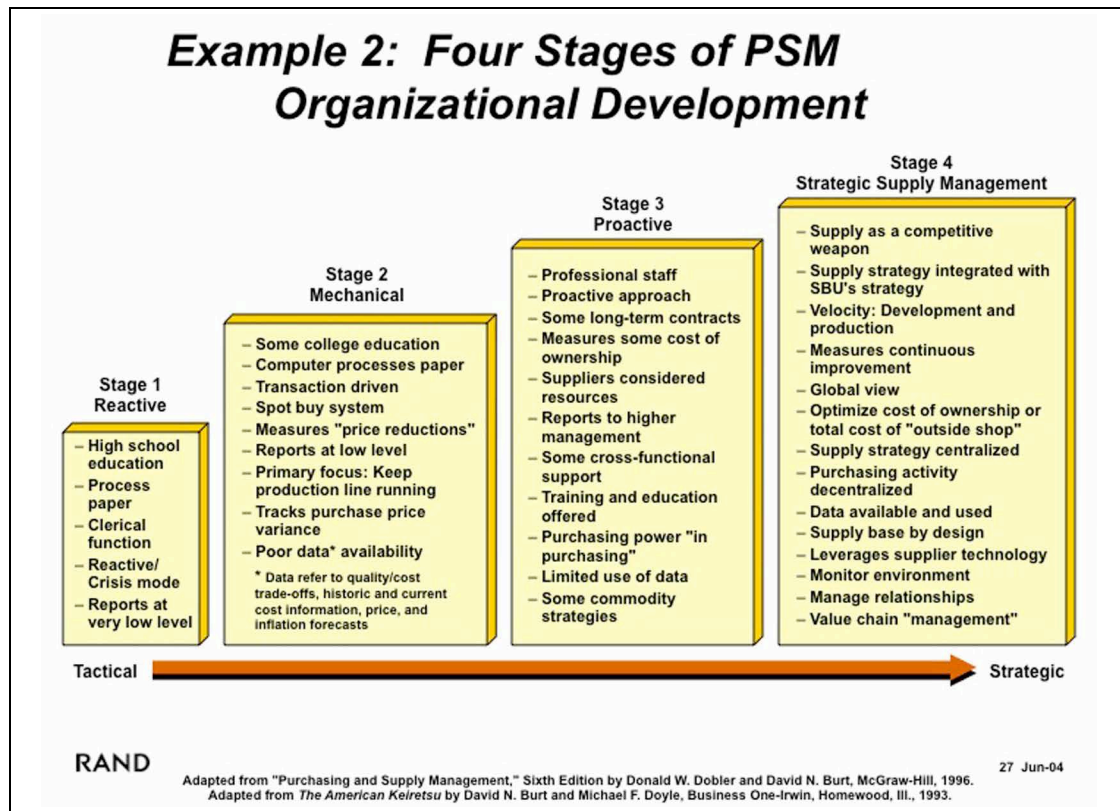 Example 2: Four Stages of PSM
Organizational Development
Stage 1
Reactive
– High school
education
– Process
paper
– Clerical
function
– Reactive/
Crisis mode
– Reports at
very low level
Stage 2
Mechanical
– Some college education
– Computer processes paper
– Transaction driven
– Spot buy system
– Measures "price reductions"
– Reports at low level
– Primary focus: Keep
production line running
– Tracks purchase price
variance
– Poor data* availability
* Data refer to quality/cost
trade-offs, historic and current
cost information, price, and
inflation forecasts
Stage 3
Proactive
– Professional staff
– Proactive approach
– Some long-term contracts
– Measures some cost of
ownership
– Suppliers considered
resources
– Reports to higher
management
– Some cross-functional
support
– Training and education
offered
– Purchasing power "in
purchasing"
– Limited use of data
– Some commodity
strategies
Stage 4
Strategic Supply Management
– Supply as a competitive
weapon
– Supply strategy integrated with
SBU's strategy
– Velocity: Development and
production
– Measures continuous
improvement
– Global view
– Optimize cost of ownership or
total cost of "outside shop"
– Supply strategy centralized
– Purchasing activity
decentralized
– Data available and used
– Supply base by design
– Leverages supplier technology
– Monitor environment
– Manage relationships
– Value chain "management"
Tactical
Strategic
RAND
27 Jun-04
Adapted from "Purchasing and Supply Management," Sixth Edition by Donald W. Dobler and David N. Burt, McGraw-Hill, 1996.
Adapted from The American Keiretsu by David N. Burt and Michael F. Doyle, Business One-Irwin, Homewood, Ill., 1993.